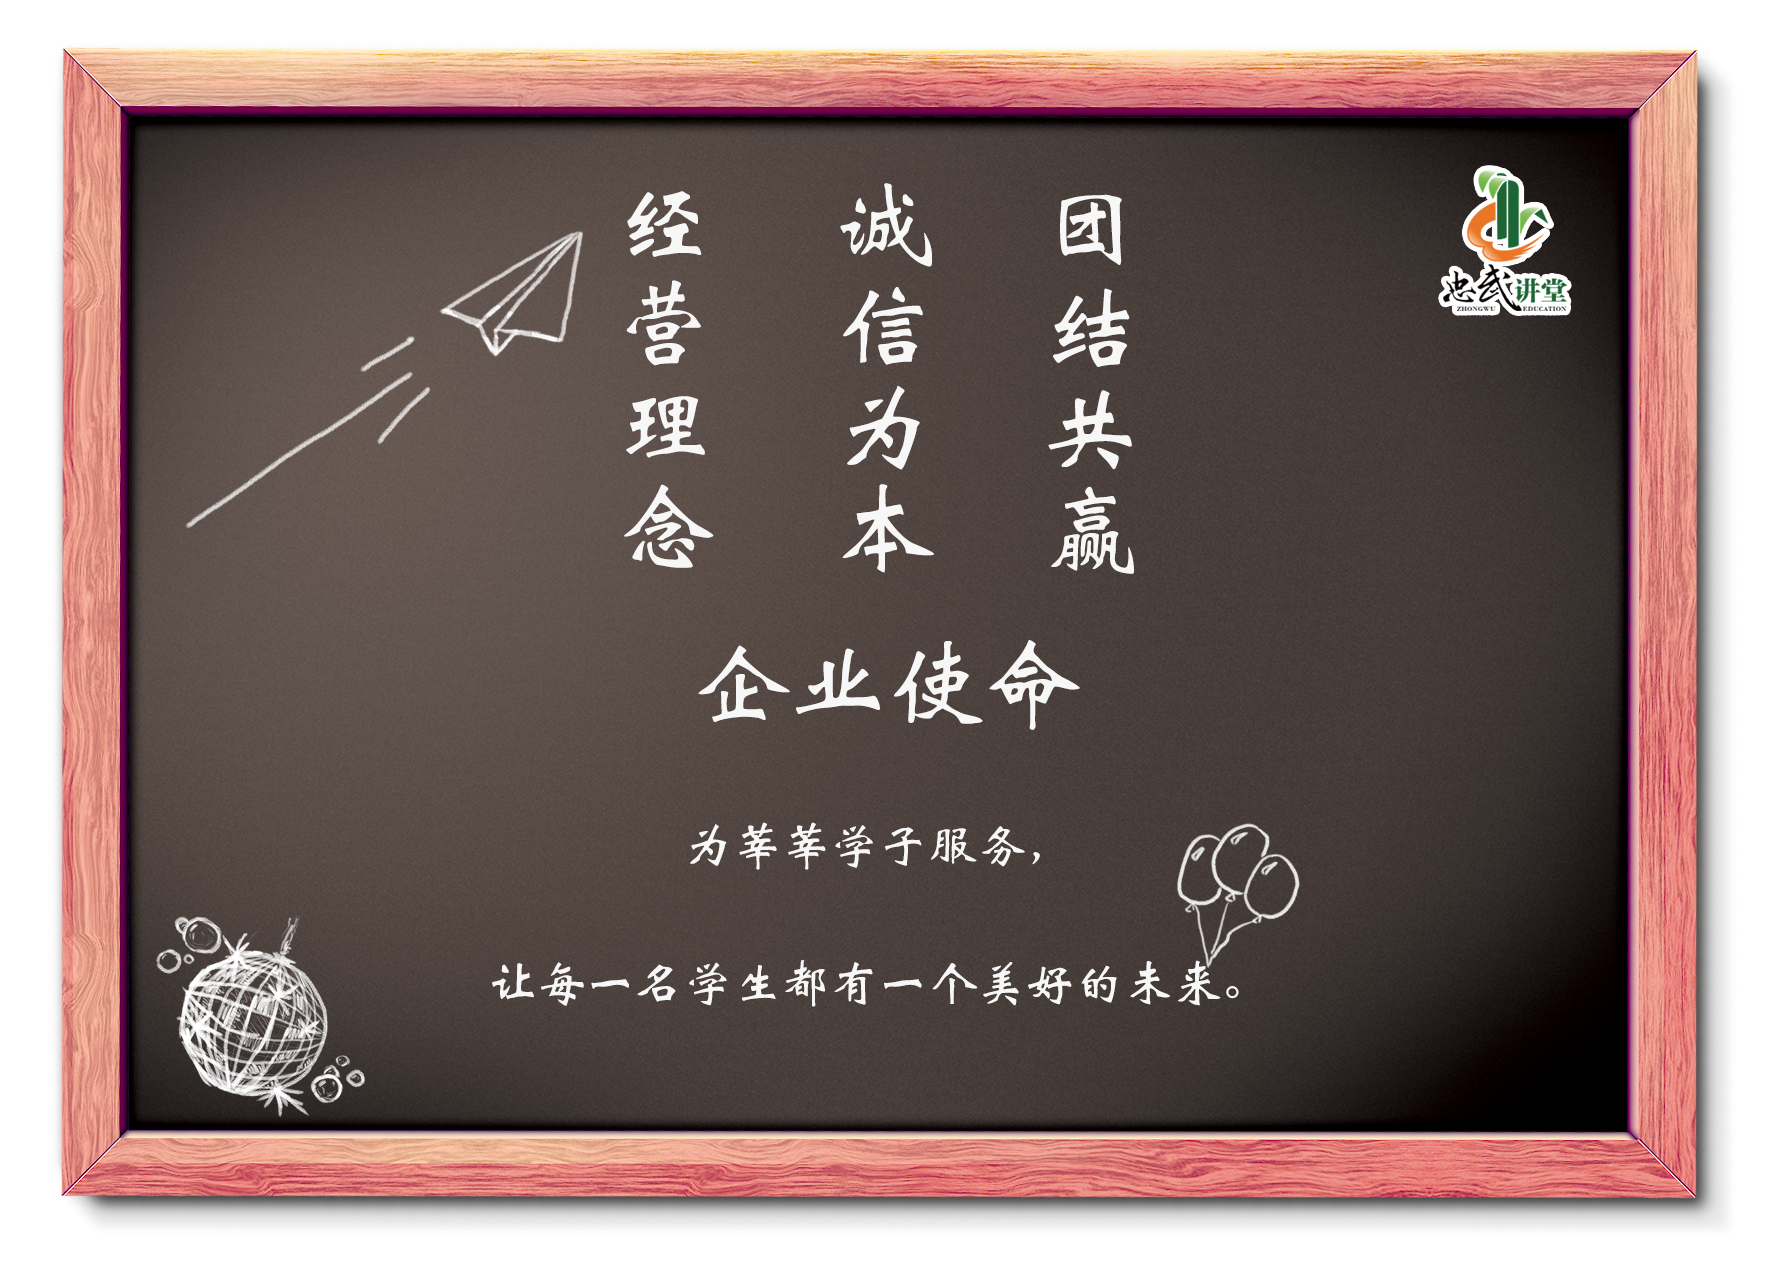 经营理念
诚信为本
团结共赢
忠武讲堂
ZHONGWU EDUCATION
企业使命
为莘莘学子服务，
让每一名学生都有一个美好的未来。